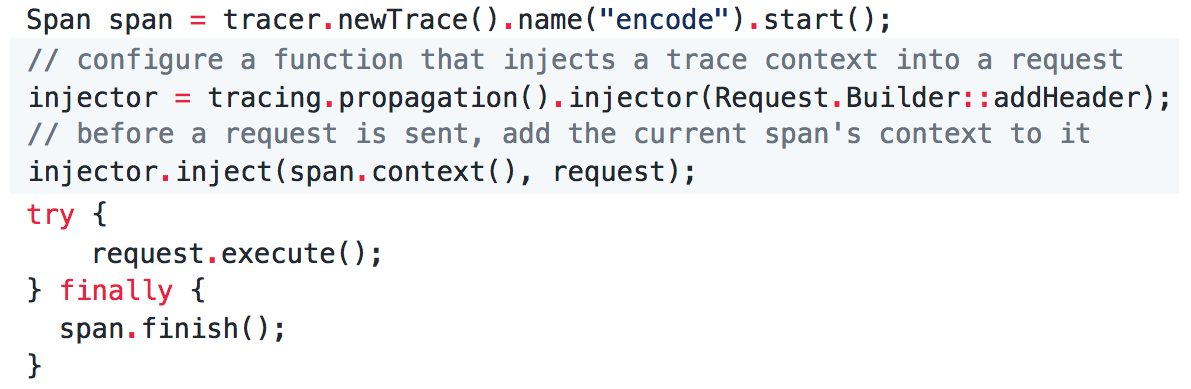 Span span = tracer.newTrace().name("encode").start();
// configure a function that injects a trace context into a request
injector = tracing.propagation().injector(Request.Builder::addHeader);
// before a request is sent, add the current span's context to it
injector.inject(span.context(), request);
try {
    request.execute();
} finally {
  span.finish();
}